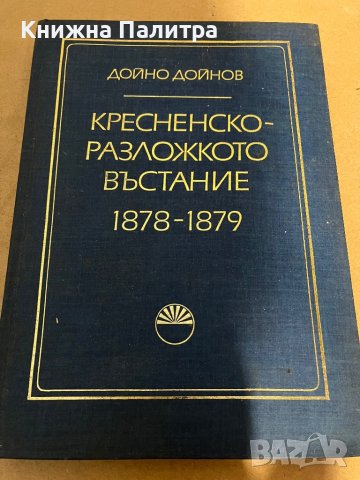 Книжна Палитра
ДОЙНО ДОЙНОВ
КРЕСНЕНСКО-
РАЗЛОЖКОТО
ВЪСТАНИЕ
1878-1879
BAZAR